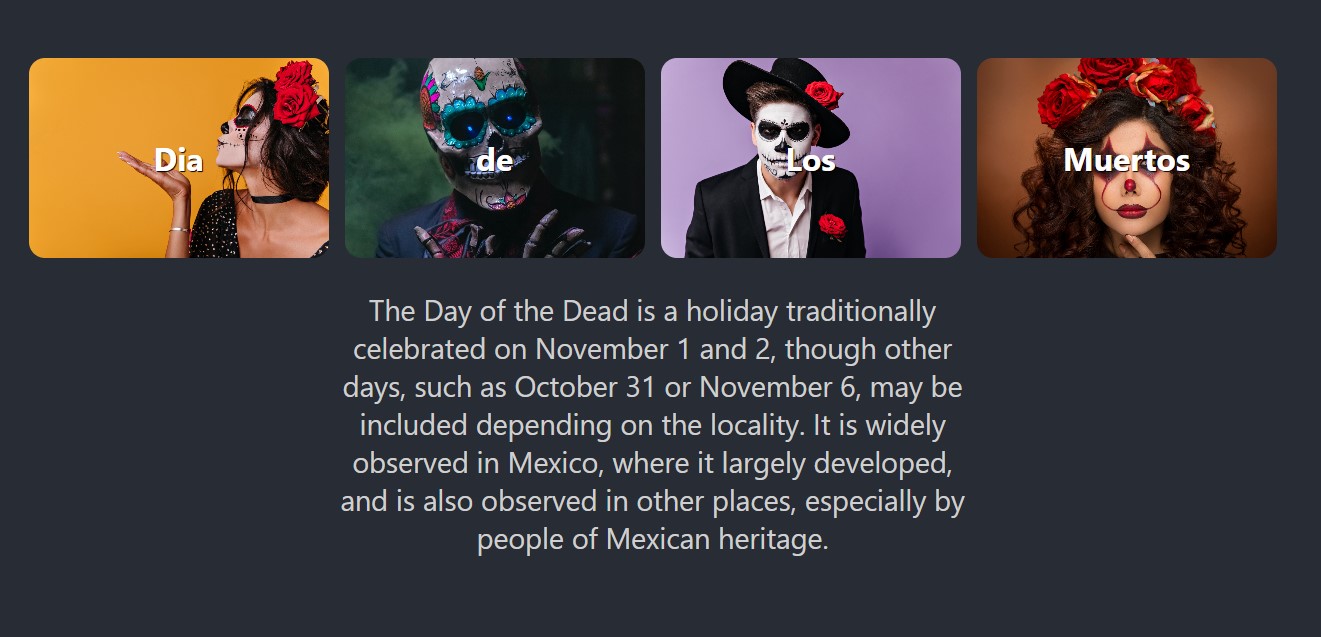 Dia
de
Los
Muertos
The Day of the Dead is a holiday traditionally
celebrated on November 1 and 2, though other
days, such as October 31 or November 6, may be
included depending on the locality. It is widely
observed in Mexico, where it largely developed,
and is also observed in other places, especially by
people of Mexican heritage.